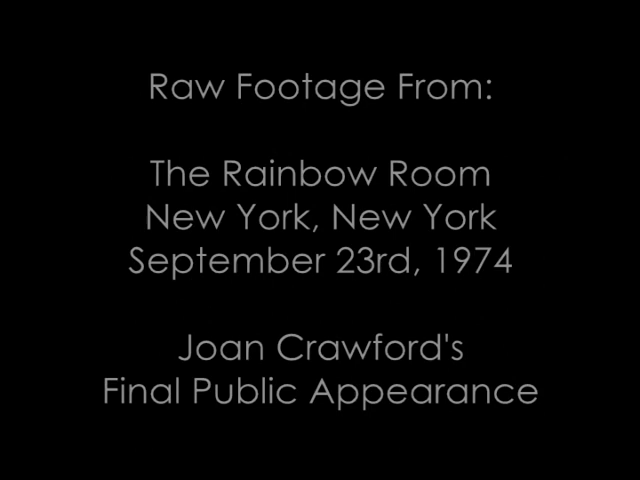 Raw Footage From:
The Rainbow Room
New York, New York
September 23rd, 1974
Joan Crawford's
Final Public Appearance